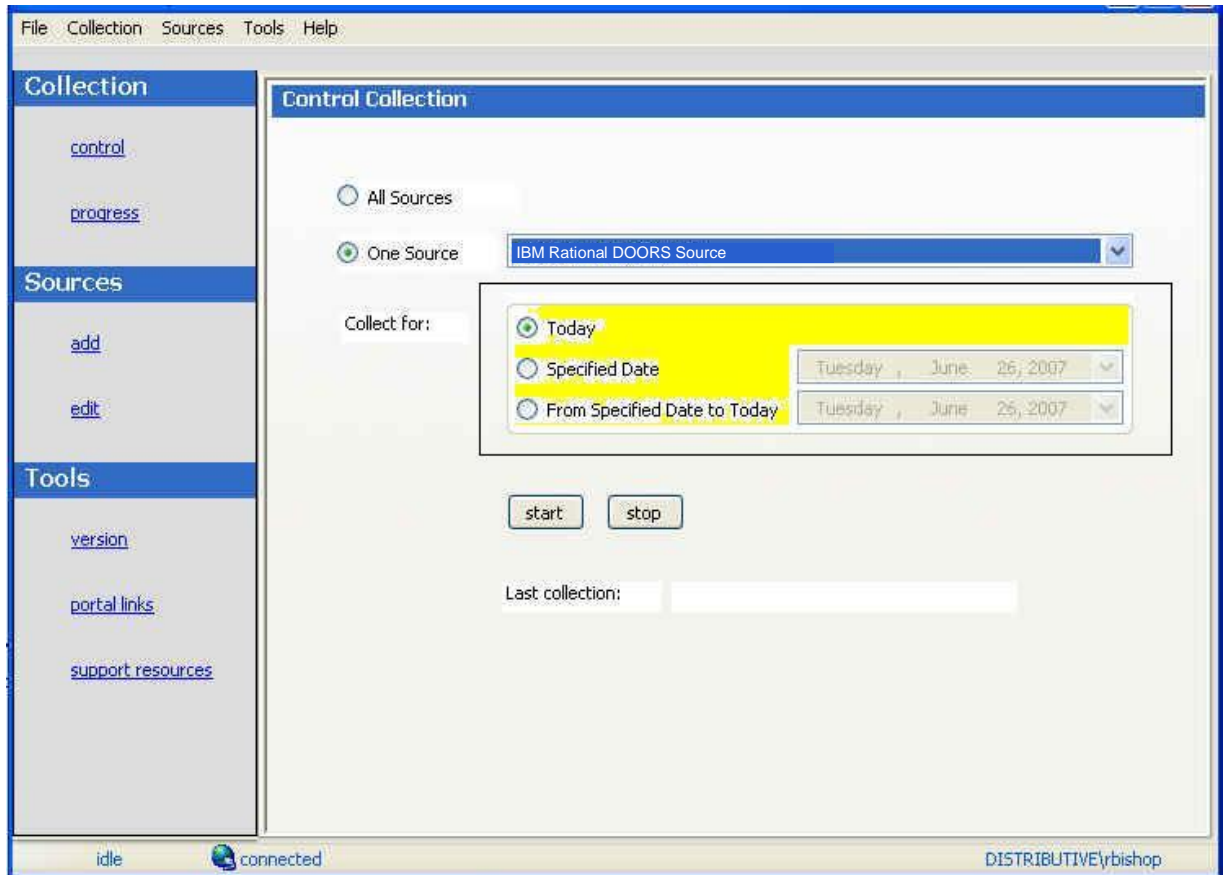 File Collection Sources Tools Help
Collection
control
progress
Sources
add
edit
Tools
version
portal links
support resources
Control Collection
All Sources
One Source IBM Rational DOORS Source
Collect for:
Today
Specified Date Tuesday , June 26, 2007
From Specified Date to Today Tuesday , June 26, 2007
start stop
Last collection:
idle connected DISTRIBUTIVE\rbishop